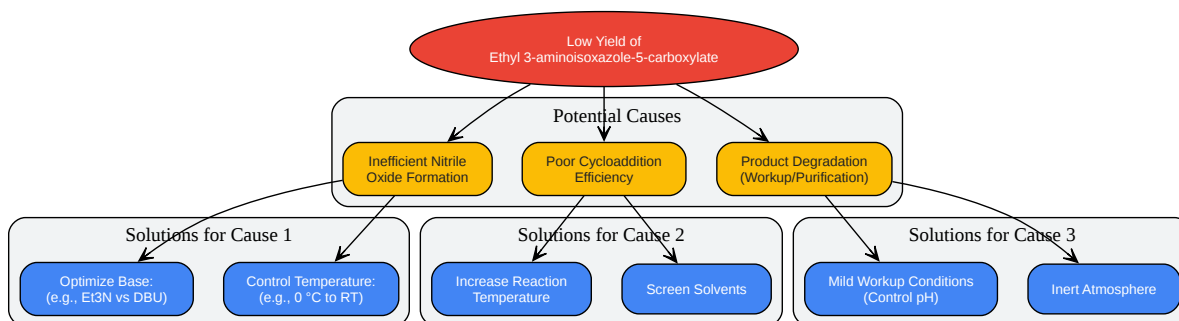 Low Yield of
Ethyl 3-aminoisoxazole-5-carboxylate
Potential Causes
Inefficient Nitrile
Oxide Formation
Poor Cycloaddition
Efficiency
Product Degradation
(Workup/Purification)
Solutions for Cause 1
Optimize Base:
(e.g., Et3N vs DBU)
Control Temperature:
(e.g., 0 °C to RT)
Solutions for Cause 2
Increase Reaction
Temperature
Screen Solvents
Solutions for Cause 3
Mild Workup Conditions
(Control pH)
Inert Atmosphere